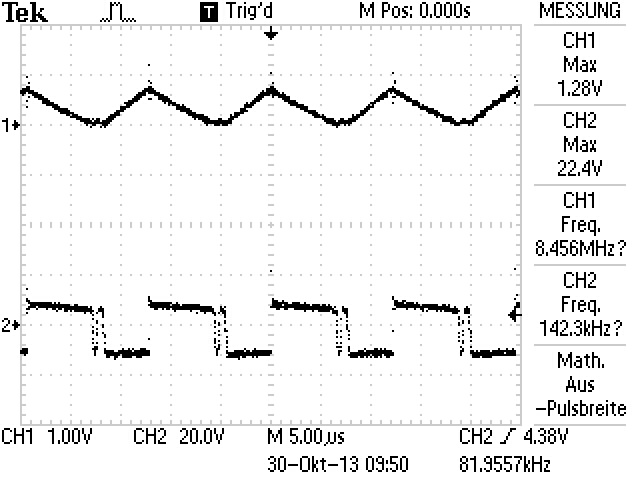 Tek T Trig'd M Pos: 0.000s MESSUNG
CH1
Max
1.28V
CH2
Max
22.4V
CH1
Freq.
8.456MHz?
CH2
Freq.
142.3kHz?
Math.
Aus
-Pulsbreite
1
2
CH1 1.00V CH2 20.0V M 5.00µs CH2 / 4.38V
30-Okt-13 09:50 81.9557kHz